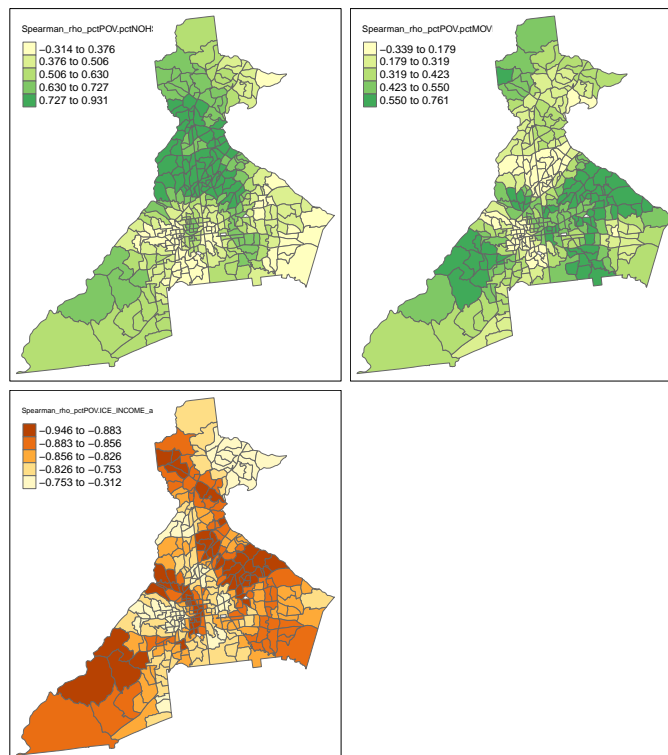 Spearman_rho_pctPOV.pctNOHS
−0.314 to 0.376
0.376 to 0.506
0.506 to 0.630
0.630 to 0.727
0.727 to 0.931
Spearman_rho_pctPOV.pctMOV
−0.339 to 0.179
0.179 to 0.319
0.319 to 0.423
0.423 to 0.550
0.550 to 0.761
Spearman_rho_pctPOV.ICE_INCOME_a
−0.946 to −0.883
−0.883 to −0.856
−0.856 to −0.826
−0.826 to −0.753
−0.753 to −0.312